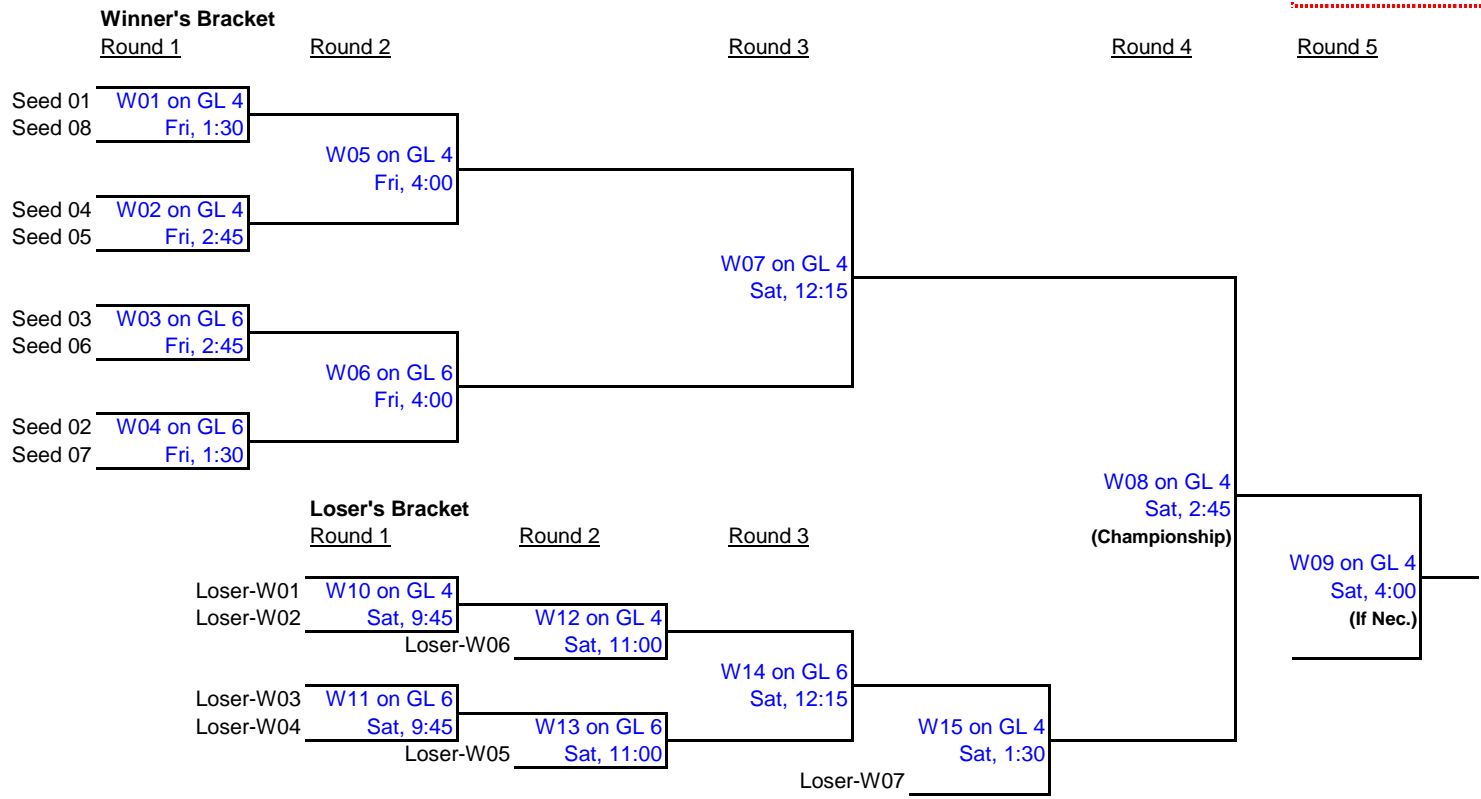 Winner's Bracket
Round 1 Round 2 Round 3 Round 4 Round 5
Seed 01 W01 on GL 4
Seed 08 Fri, 1:30
W05 on GL 4
Fri, 4:00
Seed 04 W02 on GL 4
Seed 05 Fri, 2:45
W07 on GL 4
Sat, 12:15
Seed 03 W03 on GL 6
Seed 06 Fri, 2:45
W06 on GL 6
Fri, 4:00
Seed 02 W04 on GL 6
Seed 07 Fri, 1:30
W08 on GL 4
Sat, 2:45
(Championship)
Loser's Bracket
Round 1 Round 2 Round 3
W09 on GL 4
Sat, 4:00
(If Nec.)
Loser-W01 W10 on GL 4
Loser-W02 Sat, 9:45 W12 on GL 4
Loser-W06 Sat, 11:00
W14 on GL 6
Sat, 12:15
Loser-W03 W11 on GL 6
Loser-W04 Sat, 9:45 W13 on GL 6 W15 on GL 4
Loser-W05 Sat, 11:00 Sat, 1:30
Loser-W07